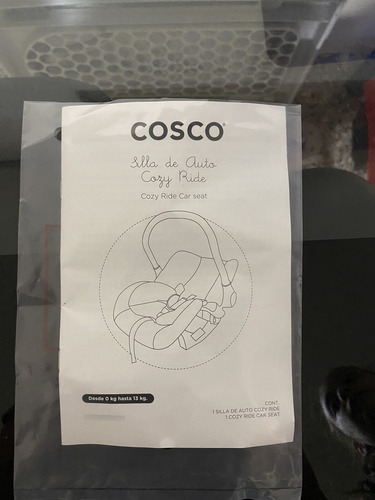 COSCO®
Silla de Auto
Cozy Ride
Cozy Ride Car seat
Desde 0 kg hasta 13 kg.
CONT.
1 SILLA DE AUTO COZY RIDE
1 COZY RIDE CAR SEAT